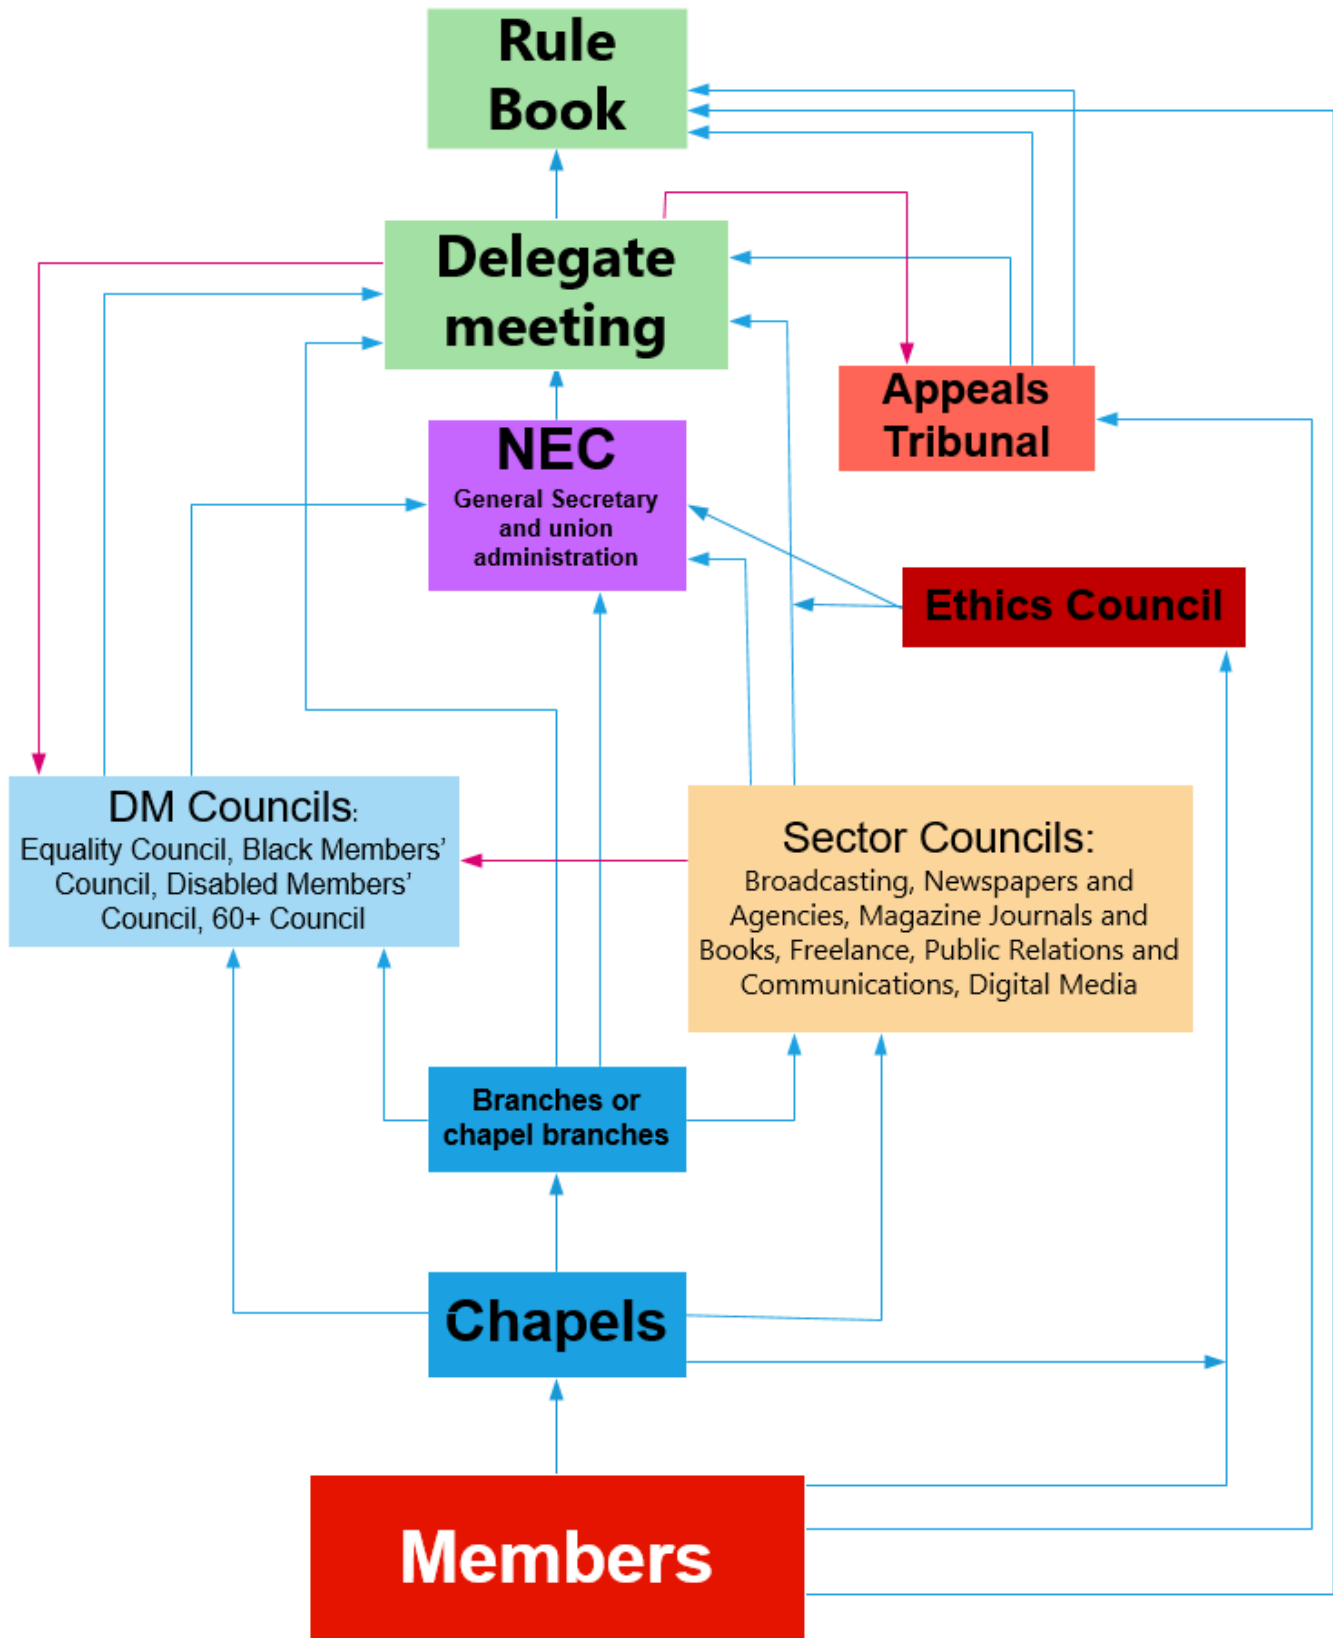 Rule
Book
Delegate
meeting
Appeals
Tribunal
NEC
General Secretary
and union
administration
Ethics Council
DM Councils:
Equality Council, Black Members’
Council, Disabled Members’
Council, 60+ Council
Sector Councils:
Broadcasting, Newspapers and
Agencies, Magazine Journals and
Books, Freelance, Public Relations and
Communications, Digital Media
Branches or
chapel branches
Chapels
Members